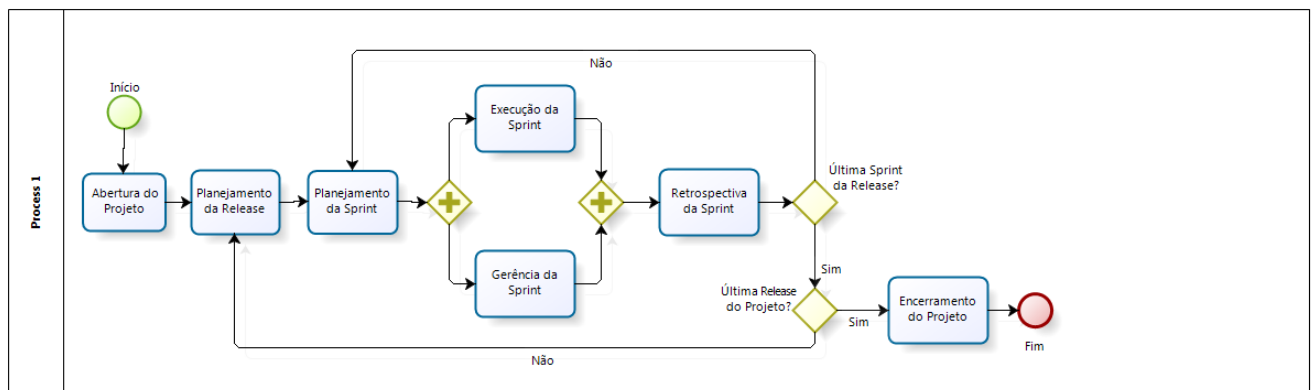 Process 1
Início
Abertura do
Projeto
Planejamento
da Release
Planejamento
da Sprint
Execução da
Sprint
Gerência da
Sprint
Retrospectiva
da Sprint
Última Sprint
da Release?
Não
Sim
Última Release
do Projeto?
Sim
Não
Encerramento
do Projeto
Fim